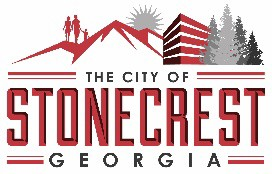 THE CITY OF
STONECREST
GEORGIA